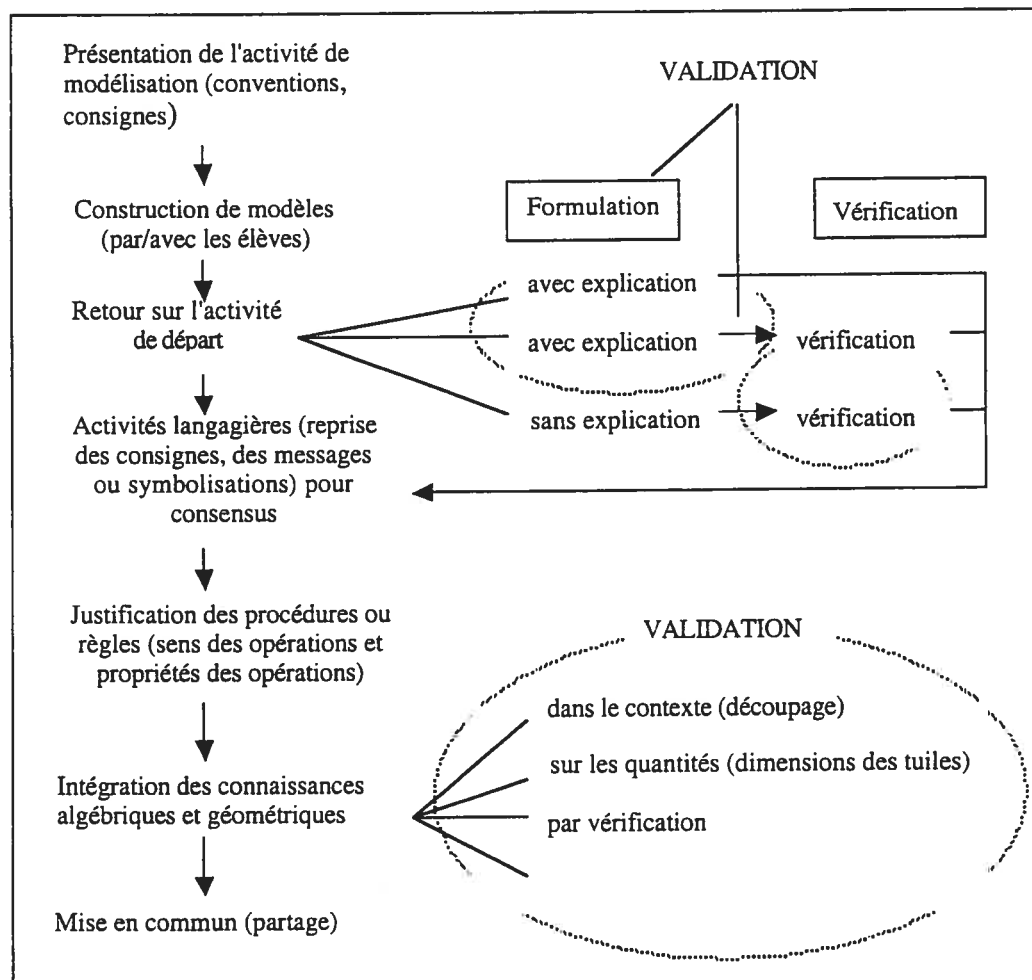 Présentation de l'activité de
modélisation (conventions,
consignes)
Construction de modèles
(par/avec les élèves)
Retour sur l'activité
de départ
Activités langagières (reprise
des consignes, des messages
ou symbolisations) pour
consensus
Justification des procédures ou
règles (sens des opérations et
propriétés des opérations)
Intégration des connaissances
algébriques et géométriques
Mise en commun (partage)
VALIDATION
Formulation
Vérification
avec explication
avec explication
vérification
sans explication
vérification
VALIDATION
dans le contexte (découpage)
sur les quantités (dimensions des tuiles)
par vérification